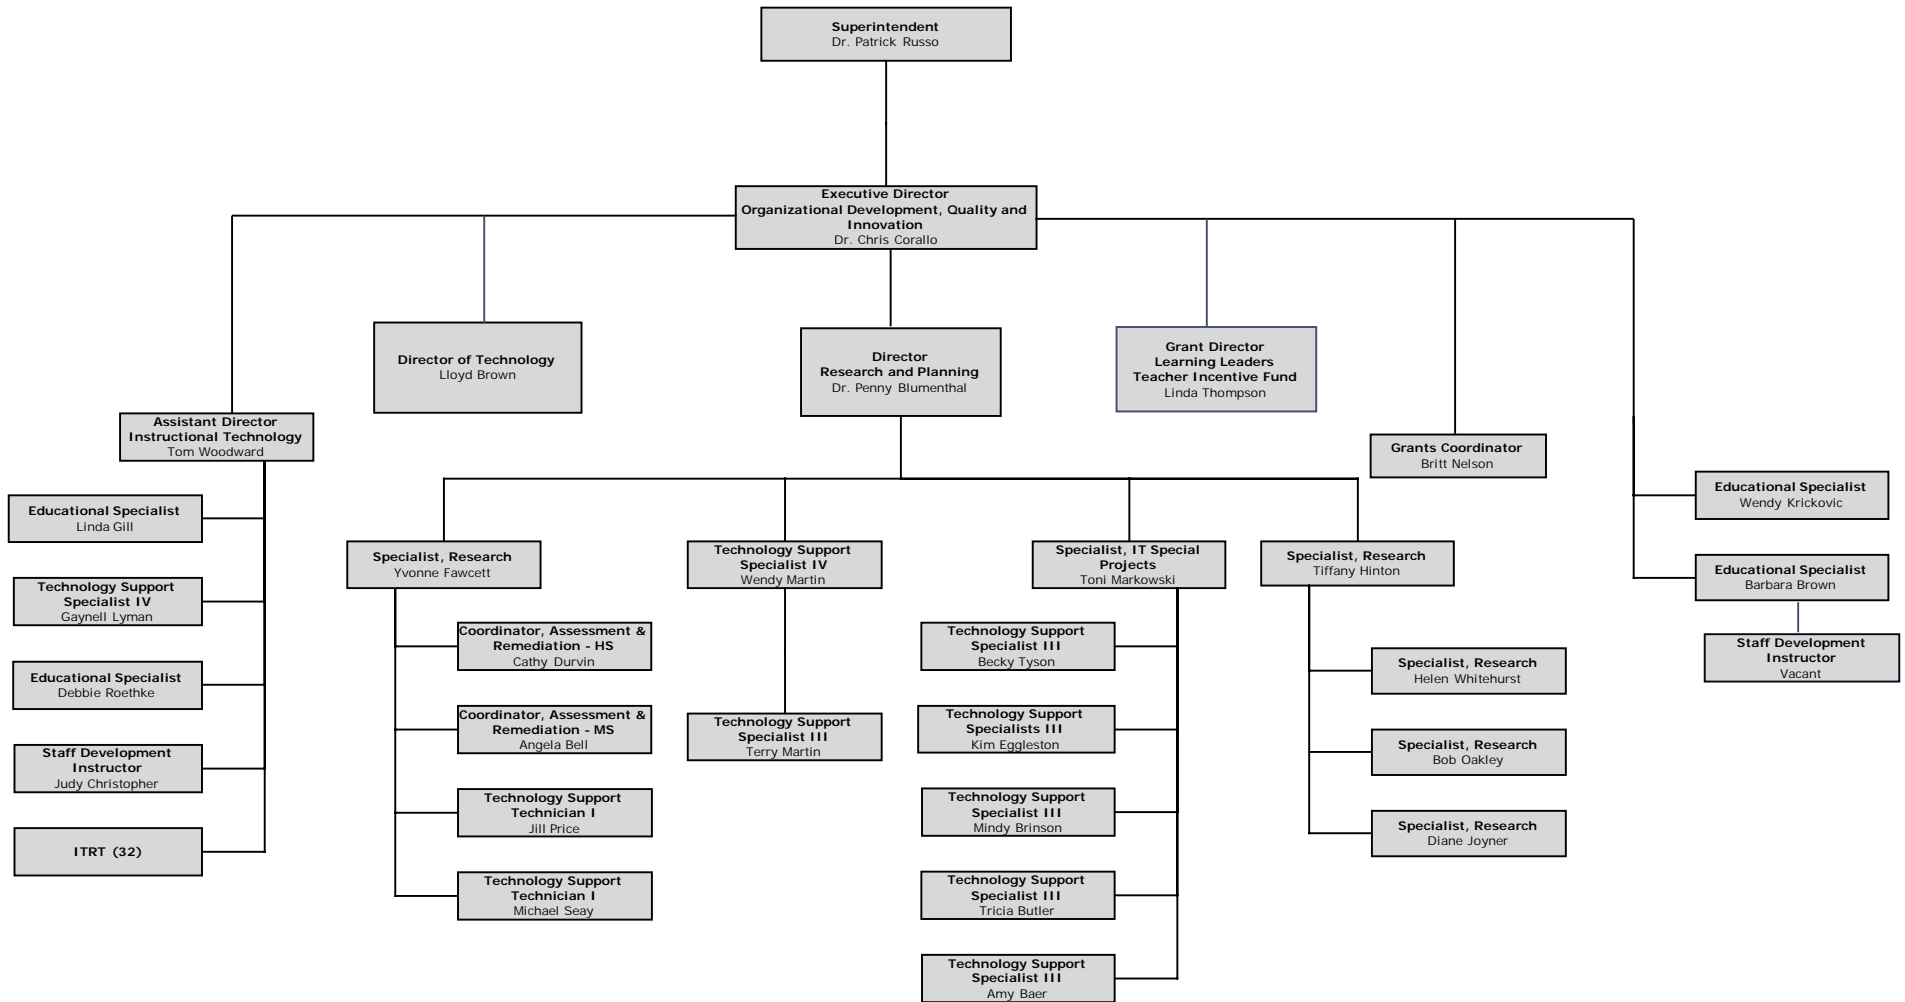 Superintendent
Dr. Patrick Russo
Executive Director
Organizational Development, Quality and
Innovation
Dr. Chris Corallo
Director of Technology
Lloyd Brown
Director
Research and Planning
Dr. Penny Blumenthal
Grant Director
Learning Leaders
Teacher Incentive Fund
Linda Thompson
Assistant Director
Instructional Technology
Tom Woodward
Grants Coordinator
Britt Nelson
Educational Specialist
Linda Gill
Technology Support
Specialist IV
Gaynell Lyman
Educational Specialist
Debbie Roethke
Staff Development
Instructor
Judy Christopher
ITRT (32)
Specialist, Research
Yvonne Fawcett
Coordinator, Assessment &
Remediation - HS
Cathy Durvin
Coordinator, Assessment &
Remediation - MS
Angela Bell
Technology Support
Technician I
Jill Price
Technology Support
Technician I
Michael Seay
Technology Support
Specialist IV
Wendy Martin
Technology Support
Specialist III
Terry Martin
Specialist, IT Special
Projects
Toni Markowski
Technology Support
Specialist III
Becky Tyson
Technology Support
Specialists III
Kim Eggleston
Technology Support
Specialist III
Mindy Brinson
Technology Support
Specialist III
Tricia Butler
Technology Support
Specialist III
Amy Baer
Specialist, Research
Tiffany Hinton
Specialist, Research
Helen Whitehurst
Specialist, Research
Bob Oakley
Specialist, Research
Diane Joyner
Educational Specialist
Wendy Krickovic
Educational Specialist
Barbara Brown
Staff Development
Instructor
Vacant